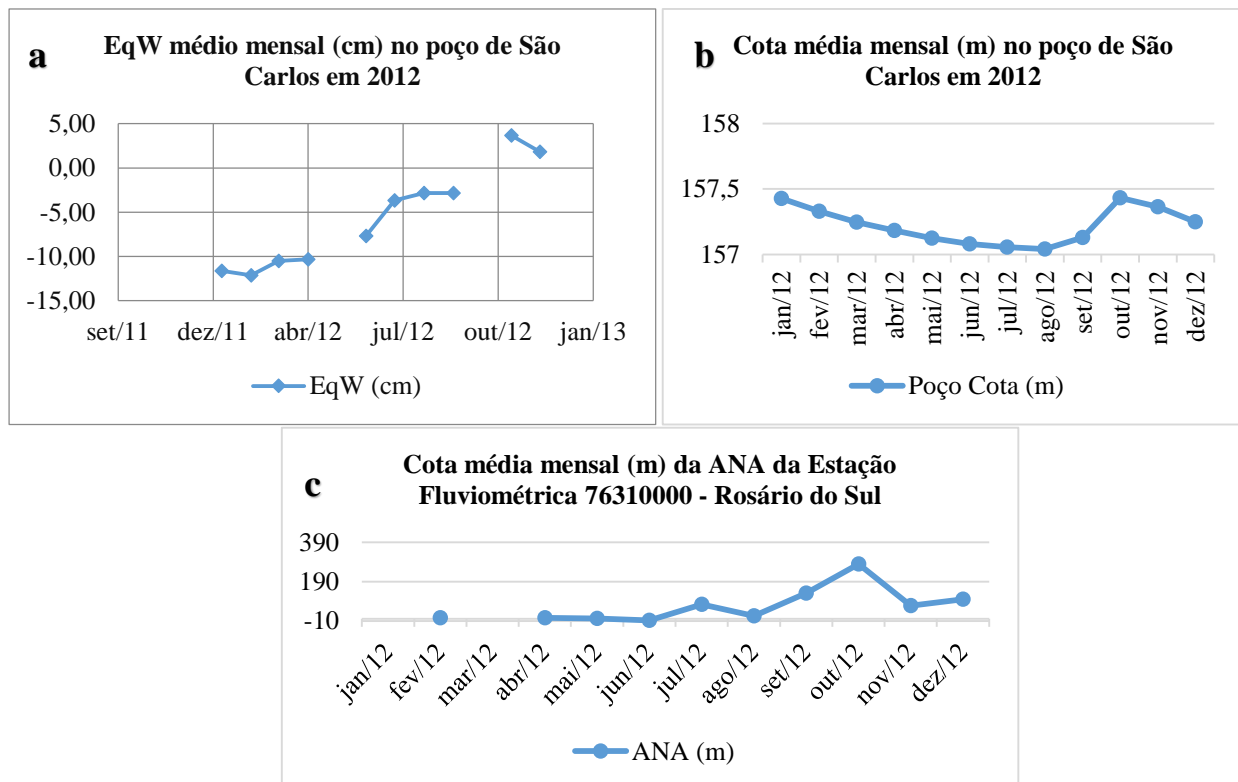 a
EqW médio mensal (cm) no poço de São
Carlos em 2012
5,00
0,00
-5,00
-10,00
-15,00
set/11 dez/11 abr/12 jul/12 out/12 jan/13
EqW (cm)
b
Cota média mensal (m) no poço de São
Carlos em 2012
158
157,5
157
jan/12 fev/12 mar/12 abr/12 mai/12 jun/12 jul/12 ago/12 set/12 out/12 nov/12 dez/12
Poço Cota (m)
c
Cota média mensal (m) da ANA da Estação
Fluviométrica 76310000 - Rosário do Sul
390
190
-10
jan/12 fev/12 mar/12 abr/12 mai/12 jun/12 jul/12 ago/12 set/12 out/12 nov/12 dez/12
ANA (m)